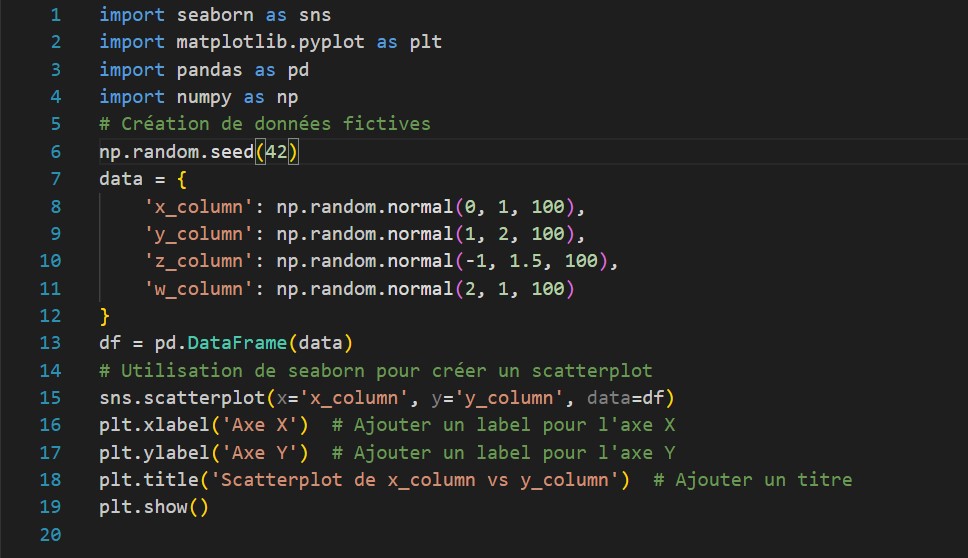 1 import seaborn as sns
2 import matplotlib.pyplot as plt
3 import pandas as pd
4 import numpy as np
5 # Création de données fictives
6 np.random.seed(42)
7 data = {
8     'x_column': np.random.normal(0, 1, 100),
9     'y_column': np.random.normal(1, 2, 100),
10     'z_column': np.random.normal(-1, 1.5, 100),
11     'w_column': np.random.normal(2, 1, 100)
12 }
13 df = pd.DataFrame(data)
14 # Utilisation de seaborn pour créer un scatterplot
15 sns.scatterplot(x='x_column', y='y_column', data=df)
16 plt.xlabel('Axe X')  # Ajouter un label pour l'axe X
17 plt.ylabel('Axe Y')  # Ajouter un label pour l'axe Y
18 plt.title('Scatterplot de x_column vs y_column')  # Ajouter un titre
19 plt.show()
20